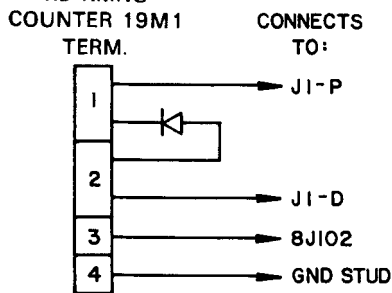 COUNTER 19M1
TERM.
CONNECTS
TO:
1
J1-P
2
J1-D
3
8J102
4
GND STUD